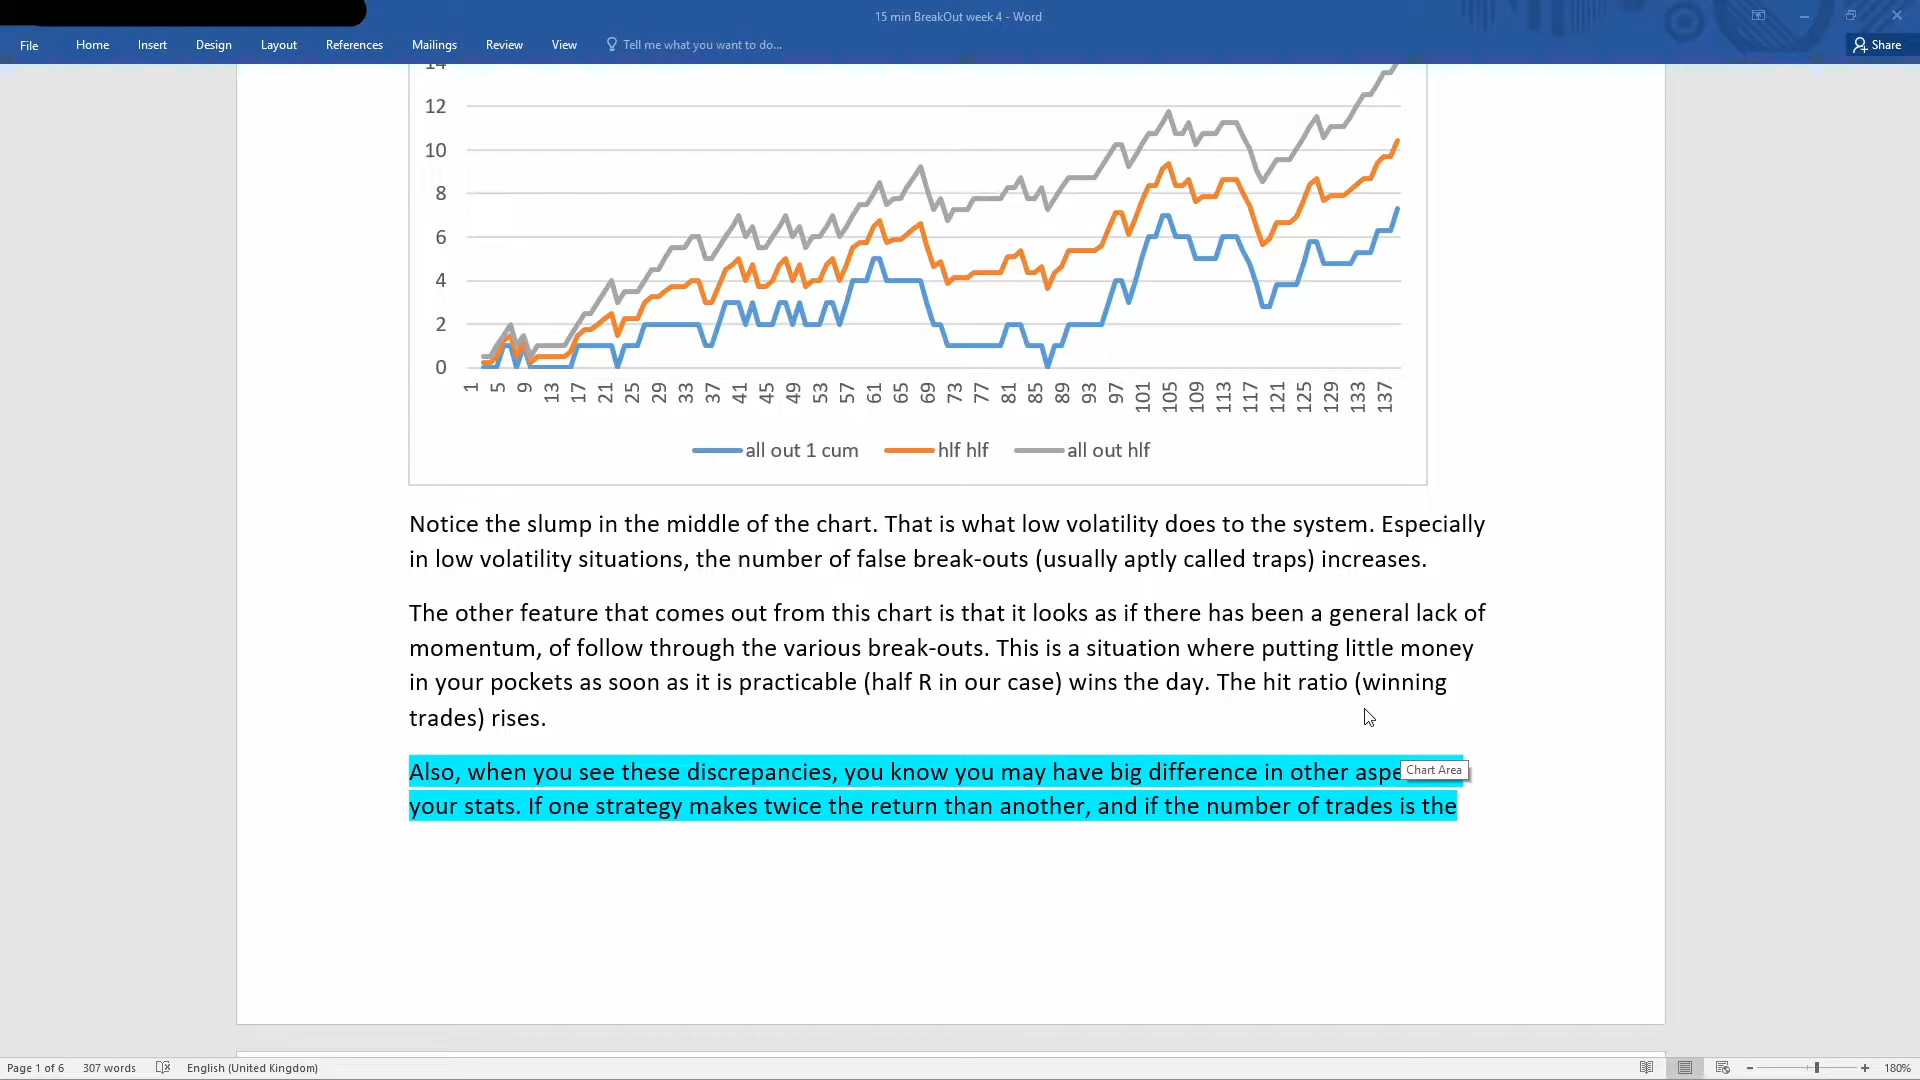 15 min BreakOut week 4 - Word
File Home Insert Design Layout References Mailings Review View Tell me what you want to do... Share
12
10
8
6
4
2
0
1 5 9 13 17 21 25 29 33 37 41 45 49 53 57 61 65 69 73 77 81 85 89 93 97 101 105 109 113 117 121 125 129 133 137
all out 1 cum hlf hlf all out hlf
Notice the slump in the middle of the chart. That is what low volatility does to the system. Especially
in low volatility situations, the number of false break-outs (usually aptly called traps) increases.
The other feature that comes out from this chart is that it looks as if there has been a general lack of
momentum, of follow through the various break-outs. This is a situation where putting little money
in your pockets as soon as it is practicable (half R in our case) wins the day. The hit ratio (winning
trades) rises.
Also, when you see these discrepancies, you know you may have big difference in other aspe
Chart Area
your stats. If one strategy makes twice the return than another, and if the number of trades is the
Page 1 of 6 307 words English (United Kingdom) 180%